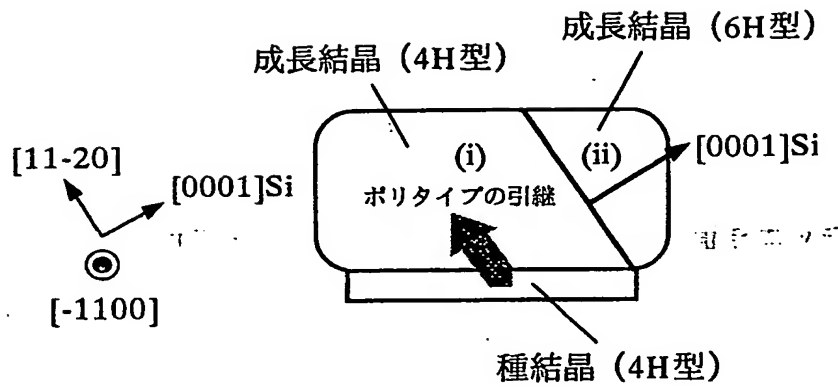 成長結晶（6H型）
成長結晶（4H型）
[11-20]
[0001]Si
(i)
(ii)
[0001]Si
ポリタイプの引継
[-1100]
種結晶（4H型）